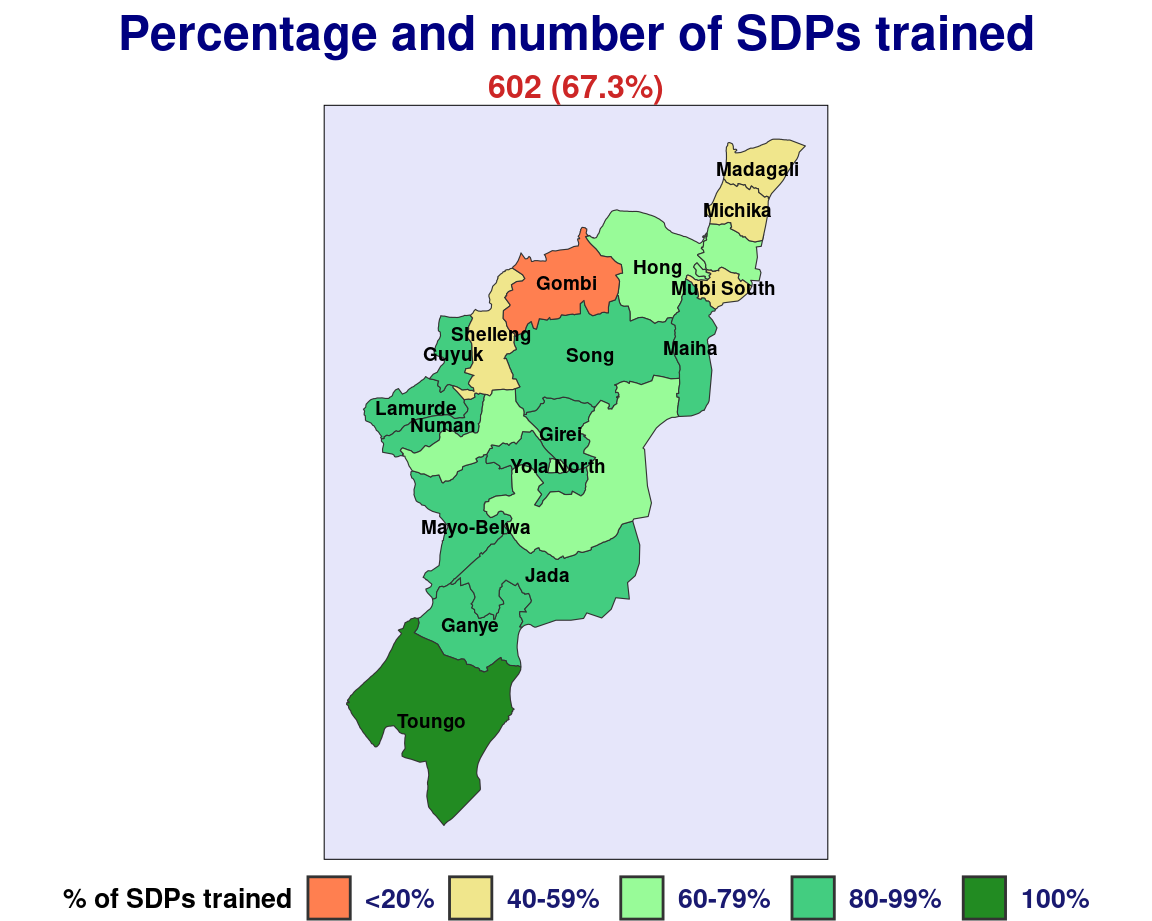 Percentage and number of SDPs trained
602 (67.3%)
Madagali
Michika
Hong
Gombi
Mubi South
Shelleng
Guyuk
Song
Maiha
Lamurde
Numan
Girei
Yola North
Mayo-Belwa
Jada
Ganye
Toungo
% of SDPs trained <20% 40-59% 60-79% 80-99% 100%